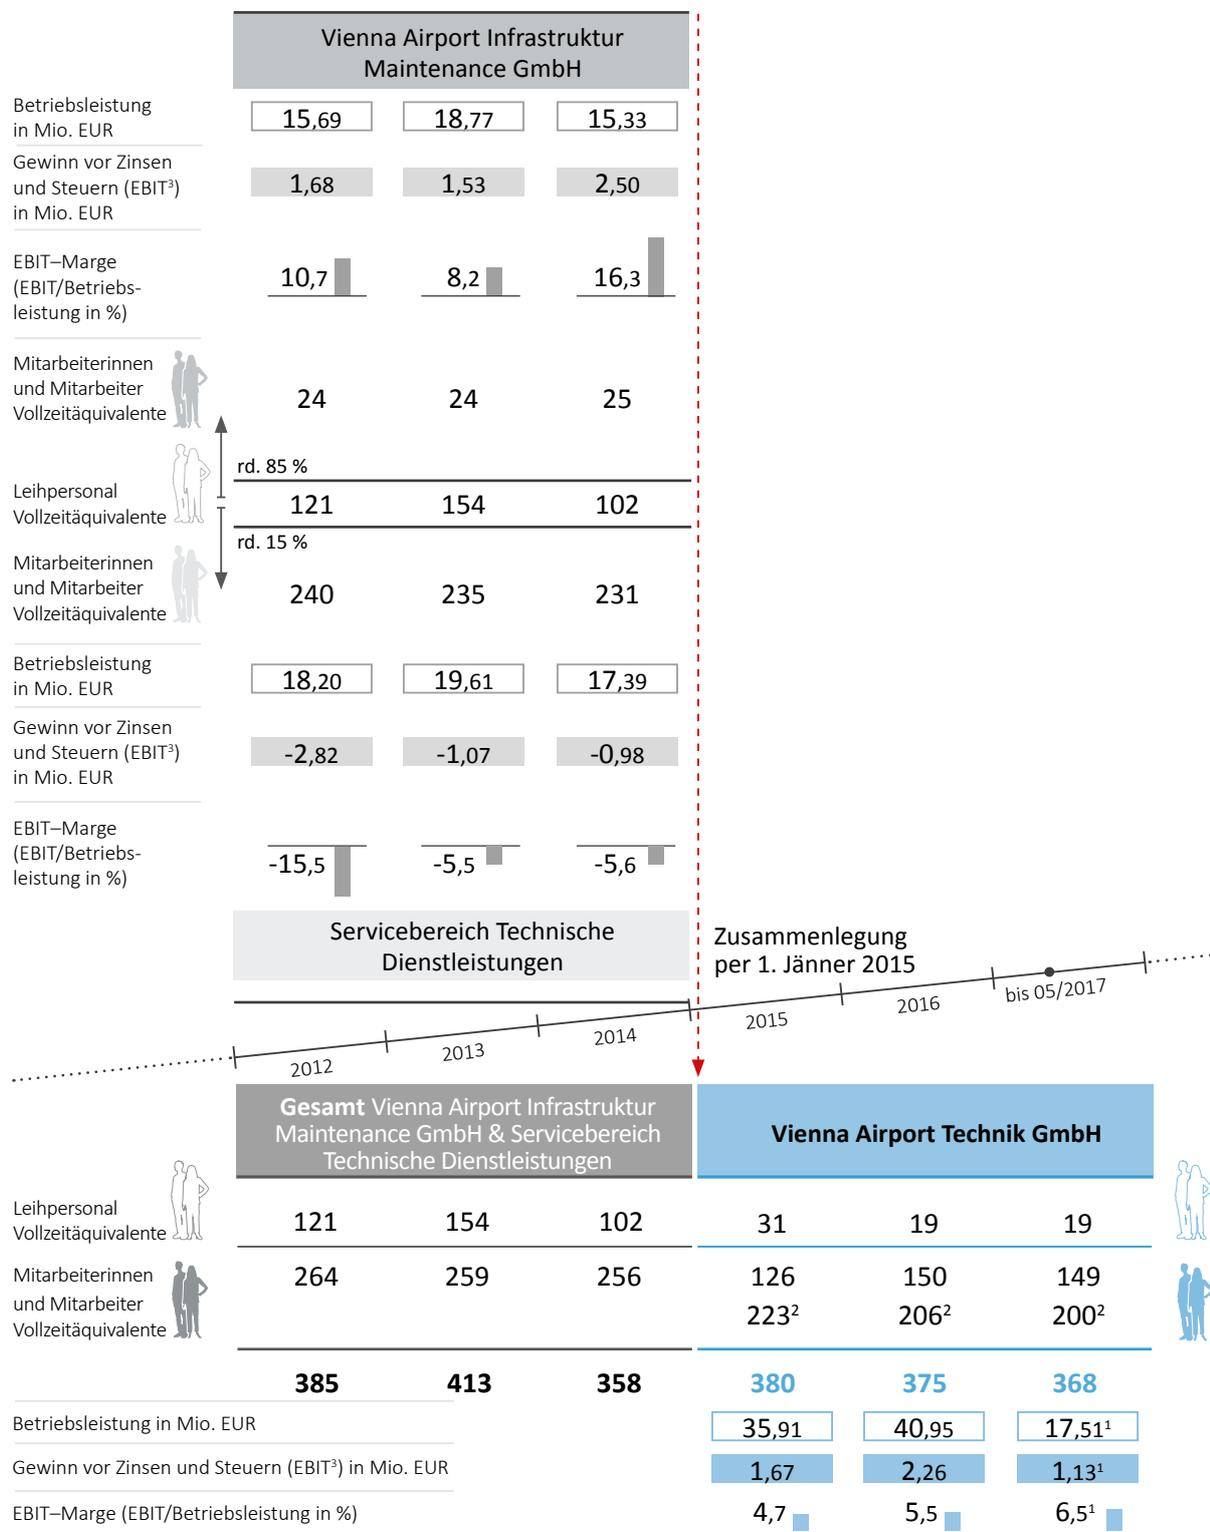 Vienna Airport Infrastruktur
Maintenance GmbH
Betriebsleistung
in Mio. EUR
15,69 18,77 15,33
Gewinn vor Zinsen
und Steuern (EBIT³)
in Mio. EUR
1,68 1,53 2,50
EBIT–Marge
(EBIT/Betriebs-
leistung in %)
10,7 8,2 16,3
Mitarbeiterinnen
und Mitarbeiter
Vollzeitäquivalente
24 24 25
rd. 85 %
Leihpersonal
Vollzeitäquivalente
121 154 102
rd. 15 %
Mitarbeiterinnen
und Mitarbeiter
Vollzeitäquivalente
240 235 231
Betriebsleistung
in Mio. EUR
18,20 19,61 17,39
Gewinn vor Zinsen
und Steuern (EBIT³)
in Mio. EUR
-2,82 -1,07 -0,98
EBIT–Marge
(EBIT/Betriebs-
leistung in %)
-15,5 -5,5 -5,6
Servicebereich Technische
Dienstleistungen
Zusammenlegung
per 1. Jänner 2015
2012 2013 2014 2015 2016 bis 05/2017
Gesamt Vienna Airport Infrastruktur
Maintenance GmbH & Servicebereich
Technische Dienstleistungen
Vienna Airport Technik GmbH
Leihpersonal
Vollzeitäquivalente
121 154 102 31 19 19
Mitarbeiterinnen
und Mitarbeiter
Vollzeitäquivalente
264 259 256 126 150 149
223² 206² 200²
385 413 358 380 375 368
Betriebsleistung in Mio. EUR
35,91 40,95 17,51¹
Gewinn vor Zinsen und Steuern (EBIT³) in Mio. EUR
1,67 2,26 1,13¹
EBIT–Marge (EBIT/Betriebsleistung in %)
4,7 5,5 6,5¹